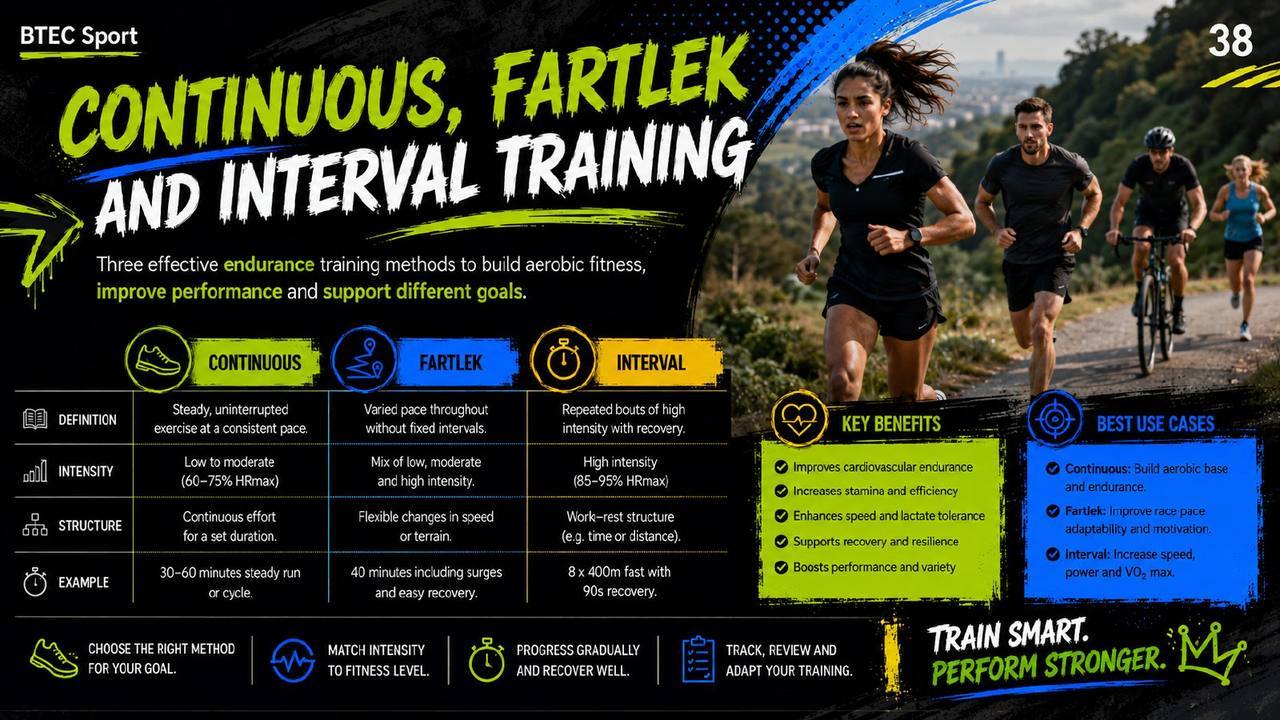 BTEC Sport
38
CONTINUOUS, FARTLEK
AND INTERVAL TRAINING
Three effective endurance training methods to build aerobic fitness,
improve performance and support different goals.
CONTINUOUS
FARTLEK
INTERVAL
DEFINITION
Steady, uninterrupted
exercise at a consistent pace.
Varied pace throughout
without fixed intervals.
Repeated bouts of high
intensity with recovery.
INTENSITY
Low to moderate
(60–75% HRmax)
Mix of low, moderate
and high intensity.
High intensity
(85–95% HRmax)
STRUCTURE
Continuous effort
for a set duration.
Flexible changes in speed
or terrain.
Work–rest structure
(e.g. time or distance).
EXAMPLE
30–60 minutes steady run
or cycle.
40 minutes including surges
and easy recovery.
8 x 400m fast with
90s recovery.
KEY BENEFITS
Improves cardiovascular endurance
Increases stamina and efficiency
Enhances speed and lactate tolerance
Supports recovery and resilience
Boosts performance and variety
BEST USE CASES
Continuous: Build aerobic base
and endurance.
Fartlek: Improve race pace
adaptability and motivation.
Interval: Increase speed,
power and VO₂ max.
CHOOSE THE RIGHT METHOD
FOR YOUR GOAL.
MATCH INTENSITY
TO FITNESS LEVEL.
PROGRESS GRADUALLY
AND RECOVER WELL.
TRACK, REVIEW AND
ADAPT YOUR TRAINING.
TRAIN SMART.
PERFORM STRONGER.